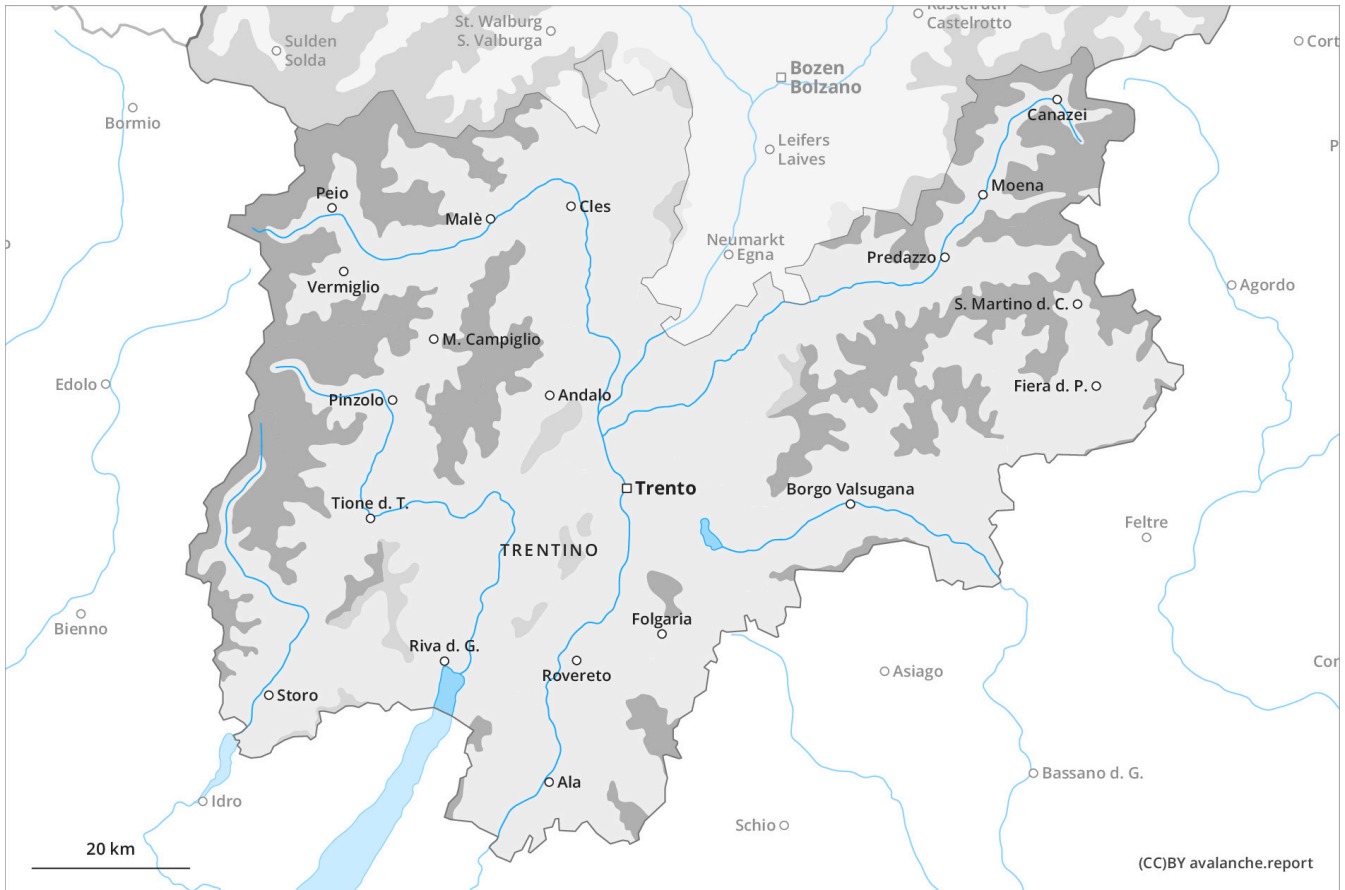 Kastelruth
Castelrotto
St. Walburg
S. Valburga
Sulden
Solda
Cort
Bozen
Bolzano
Bormio
Canazei
Leifers
Laives
P
Moena
Peio
Malè
Cles
Neumarkt
Egna
Predazzo
Vermiglio
Agordo
S. Martino d. C.
M. Campiglio
Edolo
Fiera d. P.
Pinzolo
Andalo
Trento
Borgo Valsugana
Tione d. T.
Feltre
TRENTINO
Bienno
Folgaria
Riva d. G.
Rovereto
Asiago
Cor
Storo
Bassano d. G.
Ala
Idro
Schio
20 km
(CC)BY avalanche.report